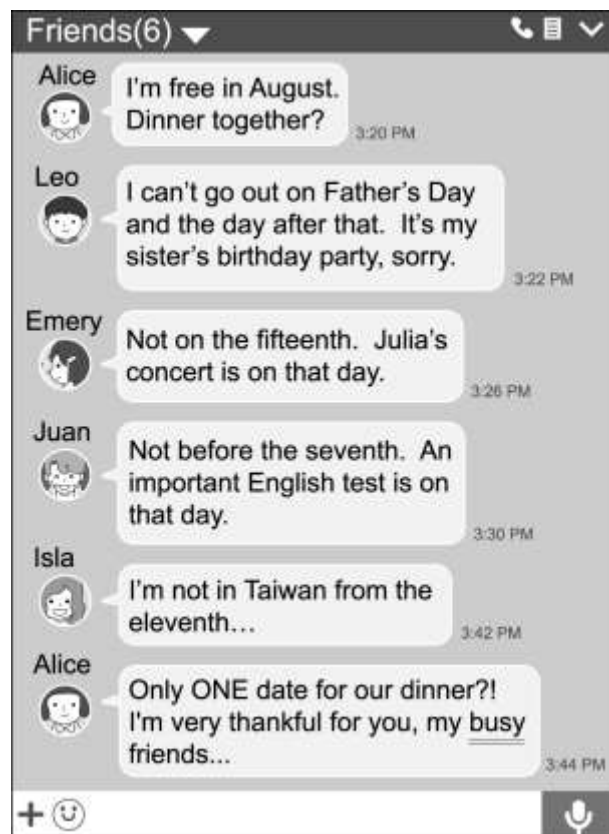 Friends(6)
Alice
I'm free in August.
Dinner together?
3:20 PM
Leo
I can't go out on Father's Day
and the day after that.  It's my
sister's birthday party, sorry.
3:22 PM
Emery
Not on the fifteenth.  Julia's
concert is on that day.
3:26 PM
Juan
Not before the seventh.  An
important English test is on
that day.
3:30 PM
Isla
I'm not in Taiwan from the
eleventh…
3:42 PM
Alice
Only ONE date for our dinner?!
I'm very thankful for you, my busy
friends...
3:44 PM